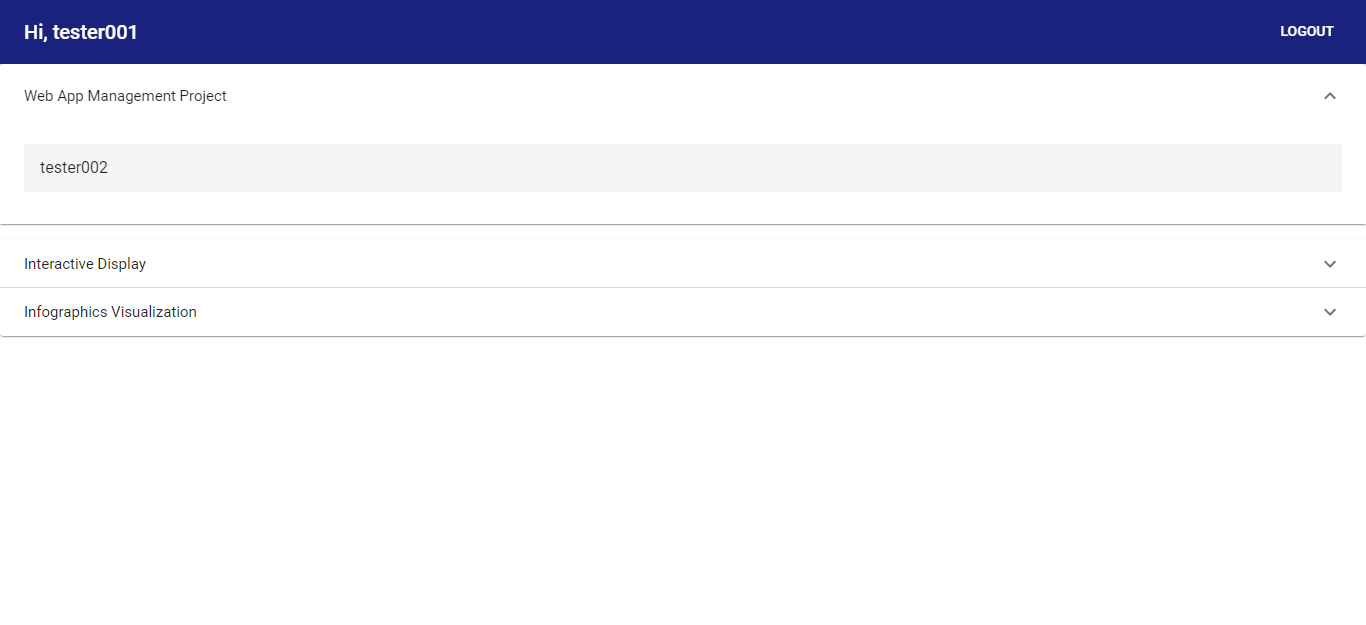 Hi, tester001
LOGOUT
Web App Management Project
tester002
Interactive Display
Infographics Visualization